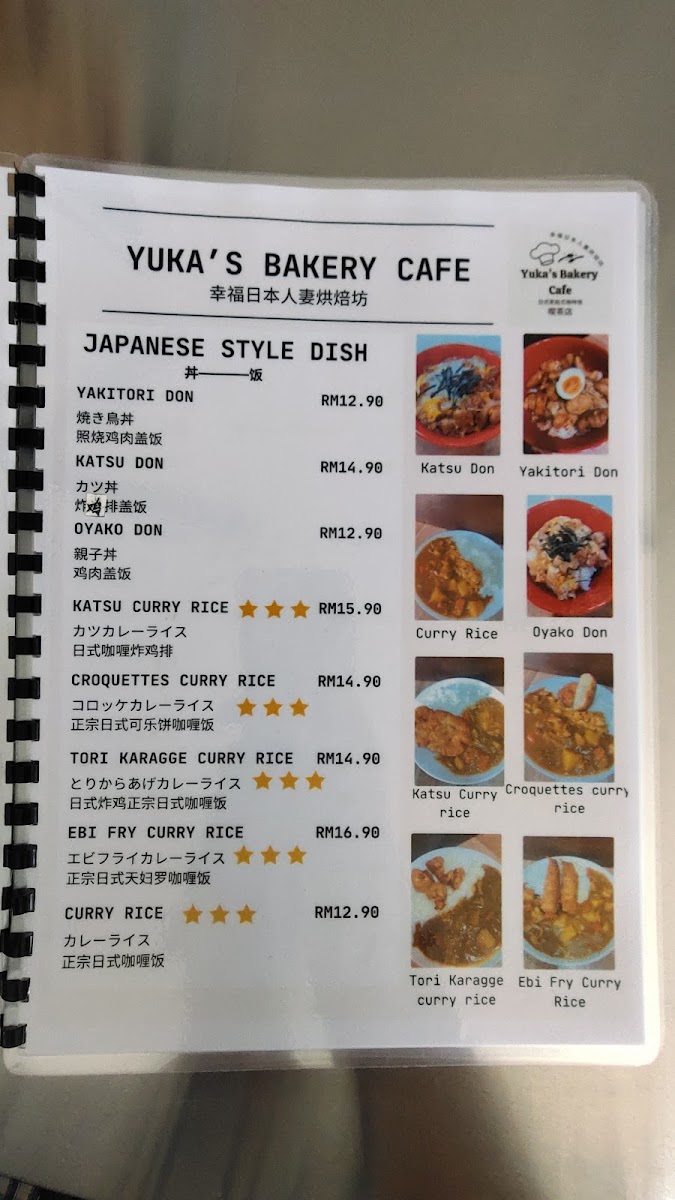 YUKA'S BAKERY CAFE
幸福日本人妻烘焙坊
Yuka's Bakery
Cafe
喫茶店
JAPANESE STYLE DISH
丼————饭
YAKITORI DON RM12.90
焼き鳥丼
照烧鸡肉盖饭
KATSU DON RM14.90
カツ丼
炸鸡排盖饭
OYAKO DON RM12.90
親子丼
鸡肉盖饭
KATSU CURRY RICE RM15.90
カツカレーライス
日式咖喱炸鸡排
CROQUETTES CURRY RICE RM14.90
コロッケカレーライス
正宗日式可乐饼咖喱饭
TORI KARAGGE CURRY RICE RM14.90
とりからあげカレーライス
日式炸鸡正宗日式咖喱饭
EBI FRY CURRY RICE RM16.90
エビフライカレーライス
正宗日式天妇罗咖喱饭
CURRY RICE RM12.90
カレーライス
正宗日式咖喱饭
Katsu Don
Yakitori Don
Curry Rice
Oyako Don
Katsu Curry
rice
Croquettes curry
rice
Tori Karagge
curry rice
Ebi Fry Curry
Rice